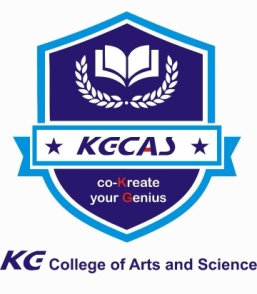 KGCAS
co-Kreate
your Genius
KG College of Arts and Science